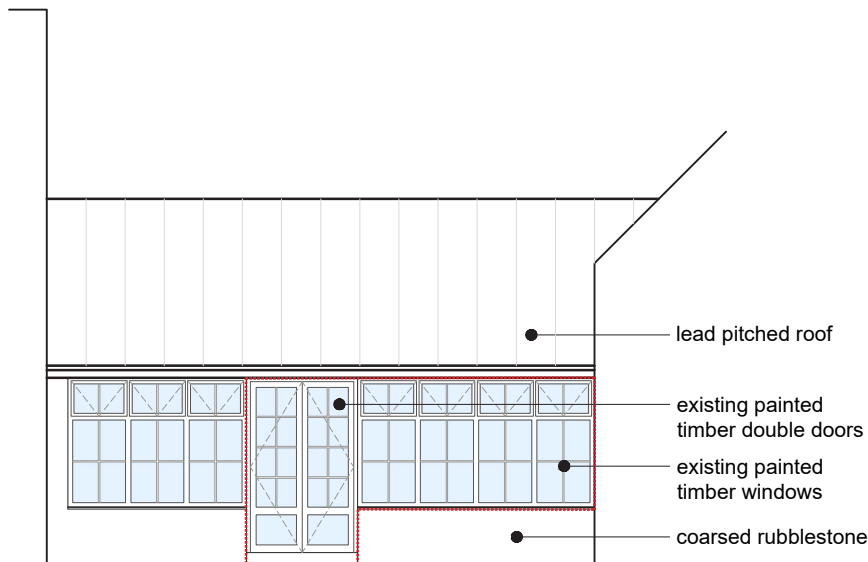 lead pitched roof
existing painted
timber double doors
existing painted
timber windows
coarsed rubblestone